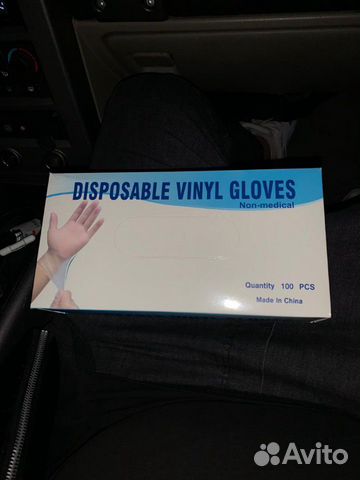 DISPOSABLE VINYL GLOVES
Non-medical
Quantity 100 PCS
Made In China
Avito